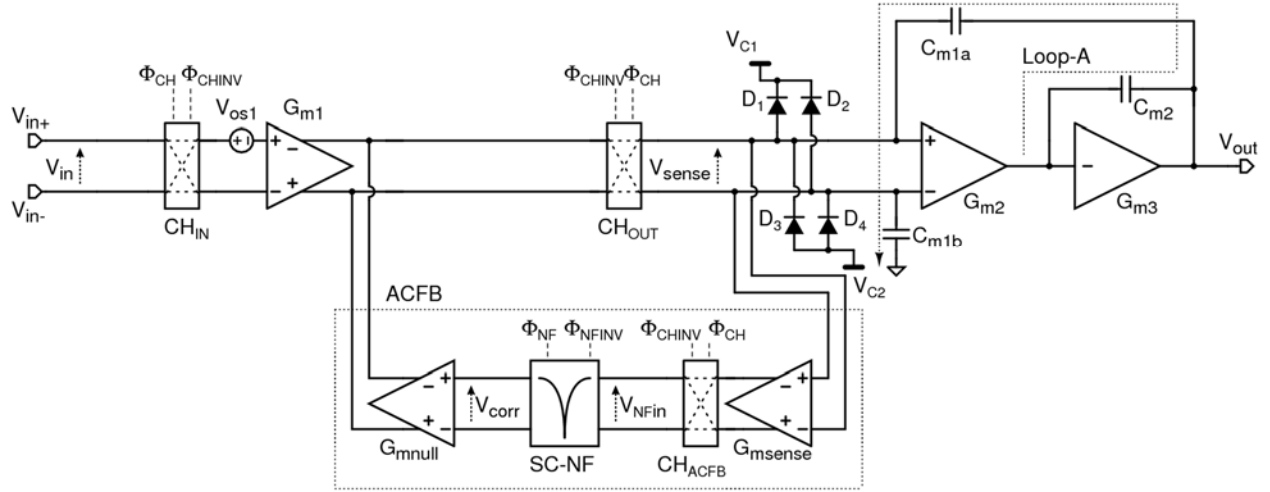 V_C1
C_m1a
Loop-A
Φ_CH Φ_CHINV
Φ_CHINV Φ_CH
V_os1
G_m1
D_1
D_2
C_m2
V_in+
+ -
+
-
+
-
V_in
V_sense
-
V_out
V_in-
-
+
-
CH_IN
CH_OUT
D_3
D_4
G_m2
G_m3
C_m1b
V_C2
ACFB
Φ_NF Φ_NFINV
Φ_CHINV Φ_CH
-
+
-
+
V_corr
V_NFin
+
-
+
-
G_mnull
SC-NF
CH_ACFB
G_msense